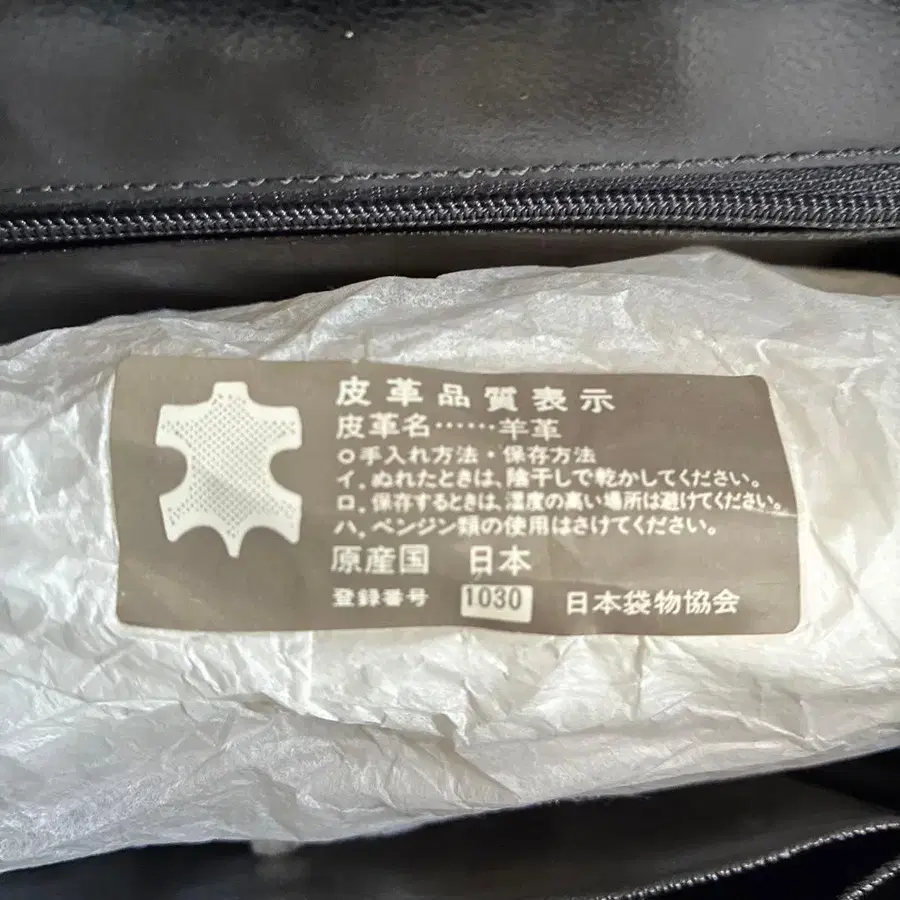 皮革品質表示
皮革名……羊革
○手入れ方法・保存方法
イ.ぬれたときは、陰干しで乾かしてください。
ロ.保存するときは、湿度の高い場所は避けてください。
ハ.ベンジン類の使用はさけてください。
原産国 日本
登録番号 1030 日本袋物協会